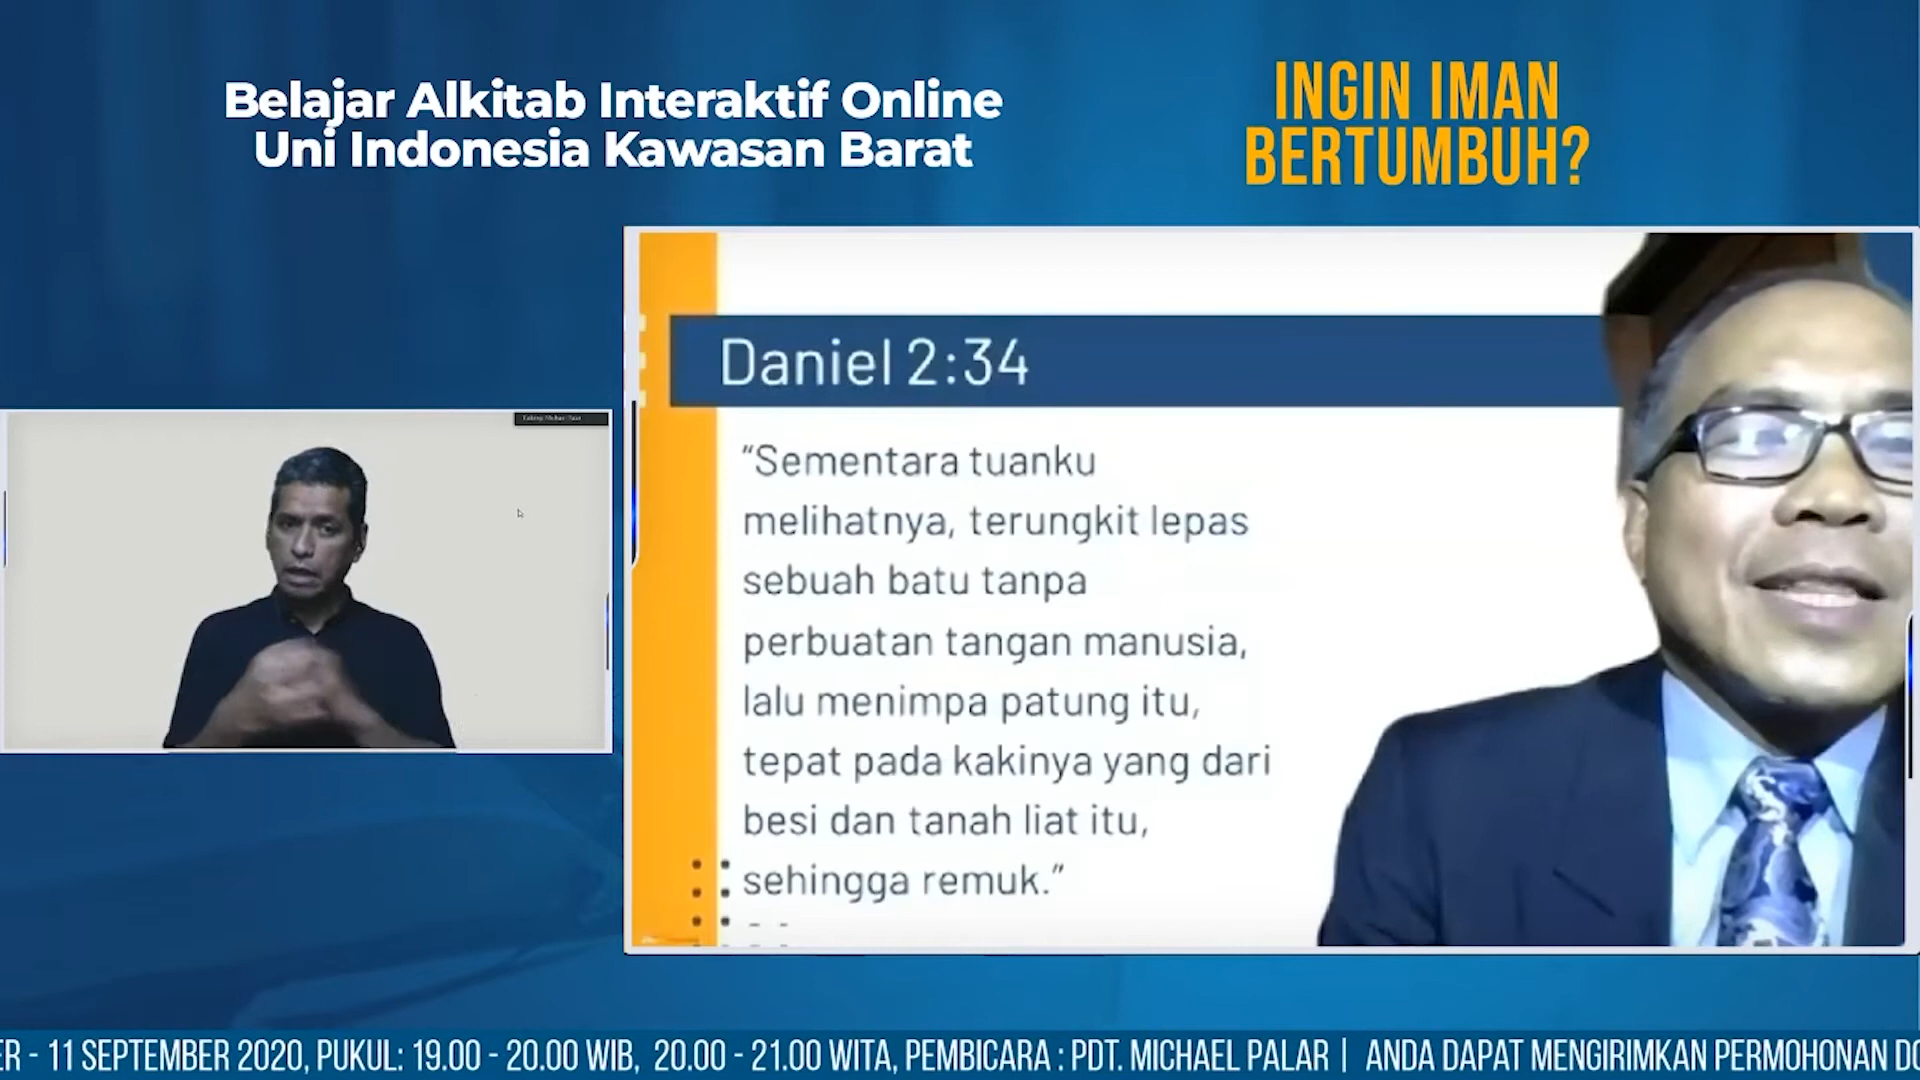 Belajar Alkitab Interaktif Online
Uni Indonesia Kawasan Barat
INGIN IMAN
BERTUMBUH?
Daniel 2:34
“Sementara tuanku
melihatnya, terungkit lepas
sebuah batu tanpa
perbuatan tangan manusia,
lalu menimpa patung itu,
tepat pada kakinya yang dari
besi dan tanah liat itu,
sehingga remuk.”
ER - 11 SEPTEMBER 2020, PUKUL: 19.00 - 20.00 WIB, 20.00 - 21.00 WITA, PEMBICARA : PDT. MICHAEL PALAR | ANDA DAPAT MENGIRIMKAN PERMOHONAN DO